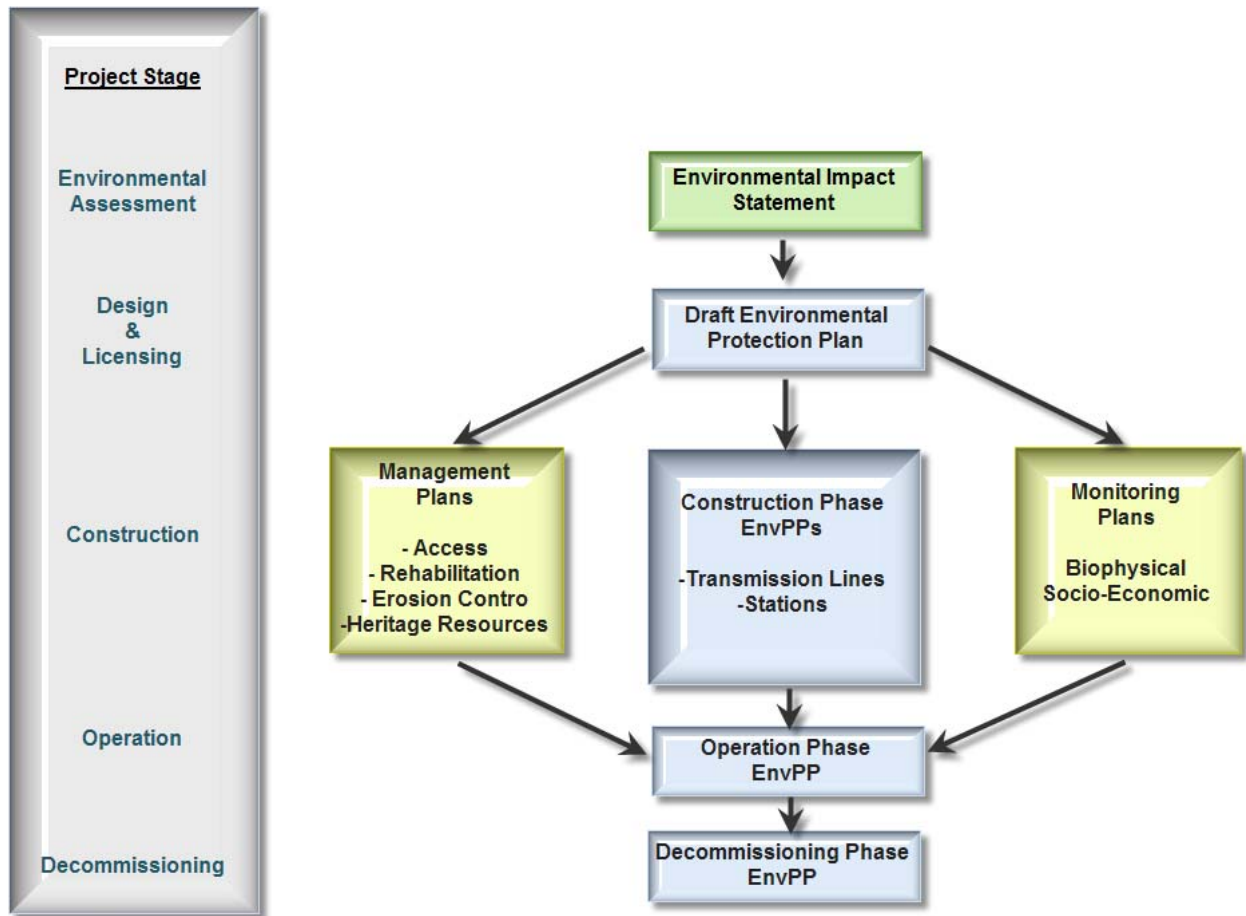 Project Stage
Environmental
Assessment
Design
&
Licensing
Construction
Operation
Decommissioning
Environmental Impact
Statement
Draft Environmental
Protection Plan
Management
Plans
- Access
- Rehabilitation
- Erosion Contro
-Heritage Resources
Construction Phase
EnvPPs
-Transmission Lines
-Stations
Monitoring
Plans
Biophysical
Socio-Economic
Operation Phase
EnvPP
Decommissioning Phase
EnvPP